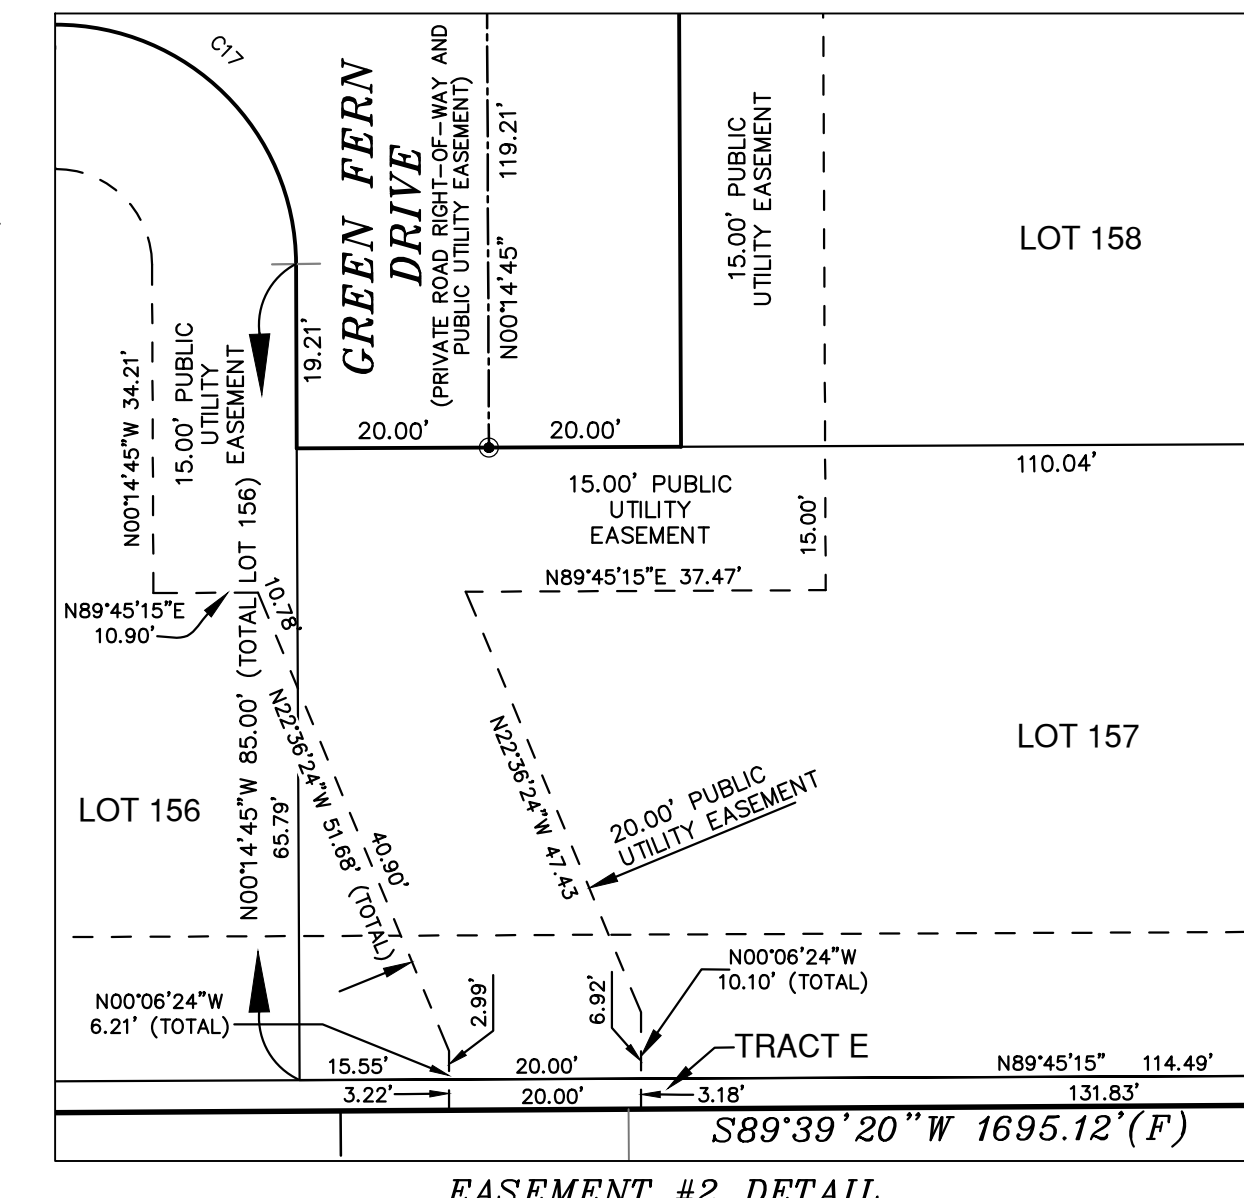 C17
GREEN FERN
DRIVE
(PRIVATE ROAD RIGHT-OF-WAY AND
PUBLIC UTILITY EASEMENT)
N00°14'45" 119.21'
15.00' PUBLIC
UTILITY EASEMENT
LOT 158
19.21'
N00°14'45"W 34.21'
15.00' PUBLIC
UTILITY
EASEMENT
20.00'
20.00'
110.04'
15.00' PUBLIC
UTILITY
EASEMENT
15.00'
N89°45'15"E 37.47'
N89°45'15"E
10.90'
10.78'
N00°14'45"W 85.00' (TOTAL LOT 156)
65.79'
N22°36'24"W 51.68' (TOTAL)
40.90'
N22°36'24"W 47.43
20.00' PUBLIC
UTILITY EASEMENT
LOT 157
LOT 156
N00°06'24"W
6.21' (TOTAL)
2.99'
6.92'
N00°06'24"W
10.10' (TOTAL)
TRACT E
15.55'
20.00'
N89°45'15" 114.49'
3.22'
20.00'
3.18'
131.83'
S89°39'20"W 1695.12'(F)
EASEMENT #2 DETAIL